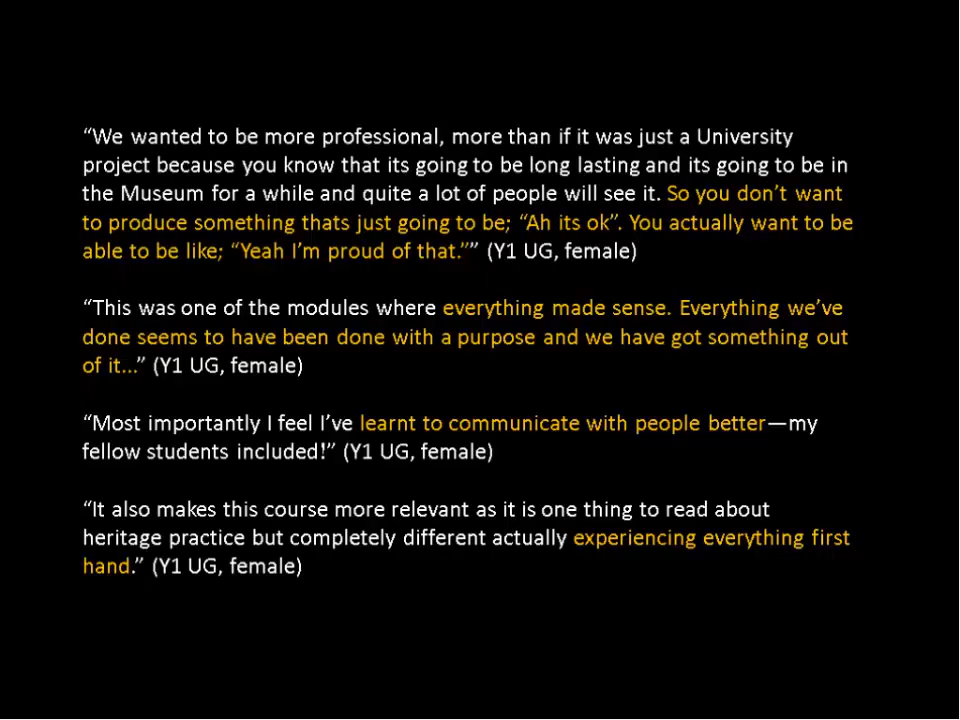 “We wanted to be more professional, more than if it was just a University
project because you know that its going to be long lasting and its going to be in
the Museum for a while and quite a lot of people will see it. So you don’t want
to produce something thats just going to be; “Ah its ok”. You actually want to be
able to be like; “Yeah I’m proud of that.”” (Y1 UG, female)
“This was one of the modules where everything made sense. Everything we’ve
done seems to have been done with a purpose and we have got something out
of it...” (Y1 UG, female)
“Most importantly I feel I’ve learnt to communicate with people better—my
fellow students included!” (Y1 UG, female)
“It also makes this course more relevant as it is one thing to read about
heritage practice but completely different actually experiencing everything first
hand.” (Y1 UG, female)